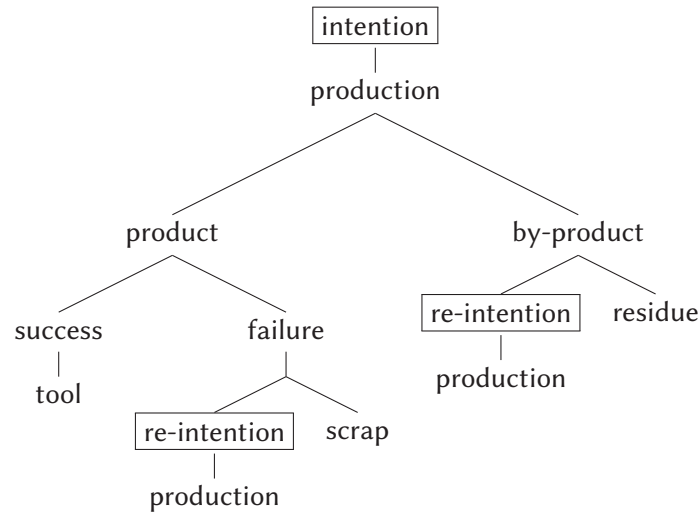 intention
production
product
by-product
success
failure
re-intention
residue
tool
production
re-intention
scrap
production